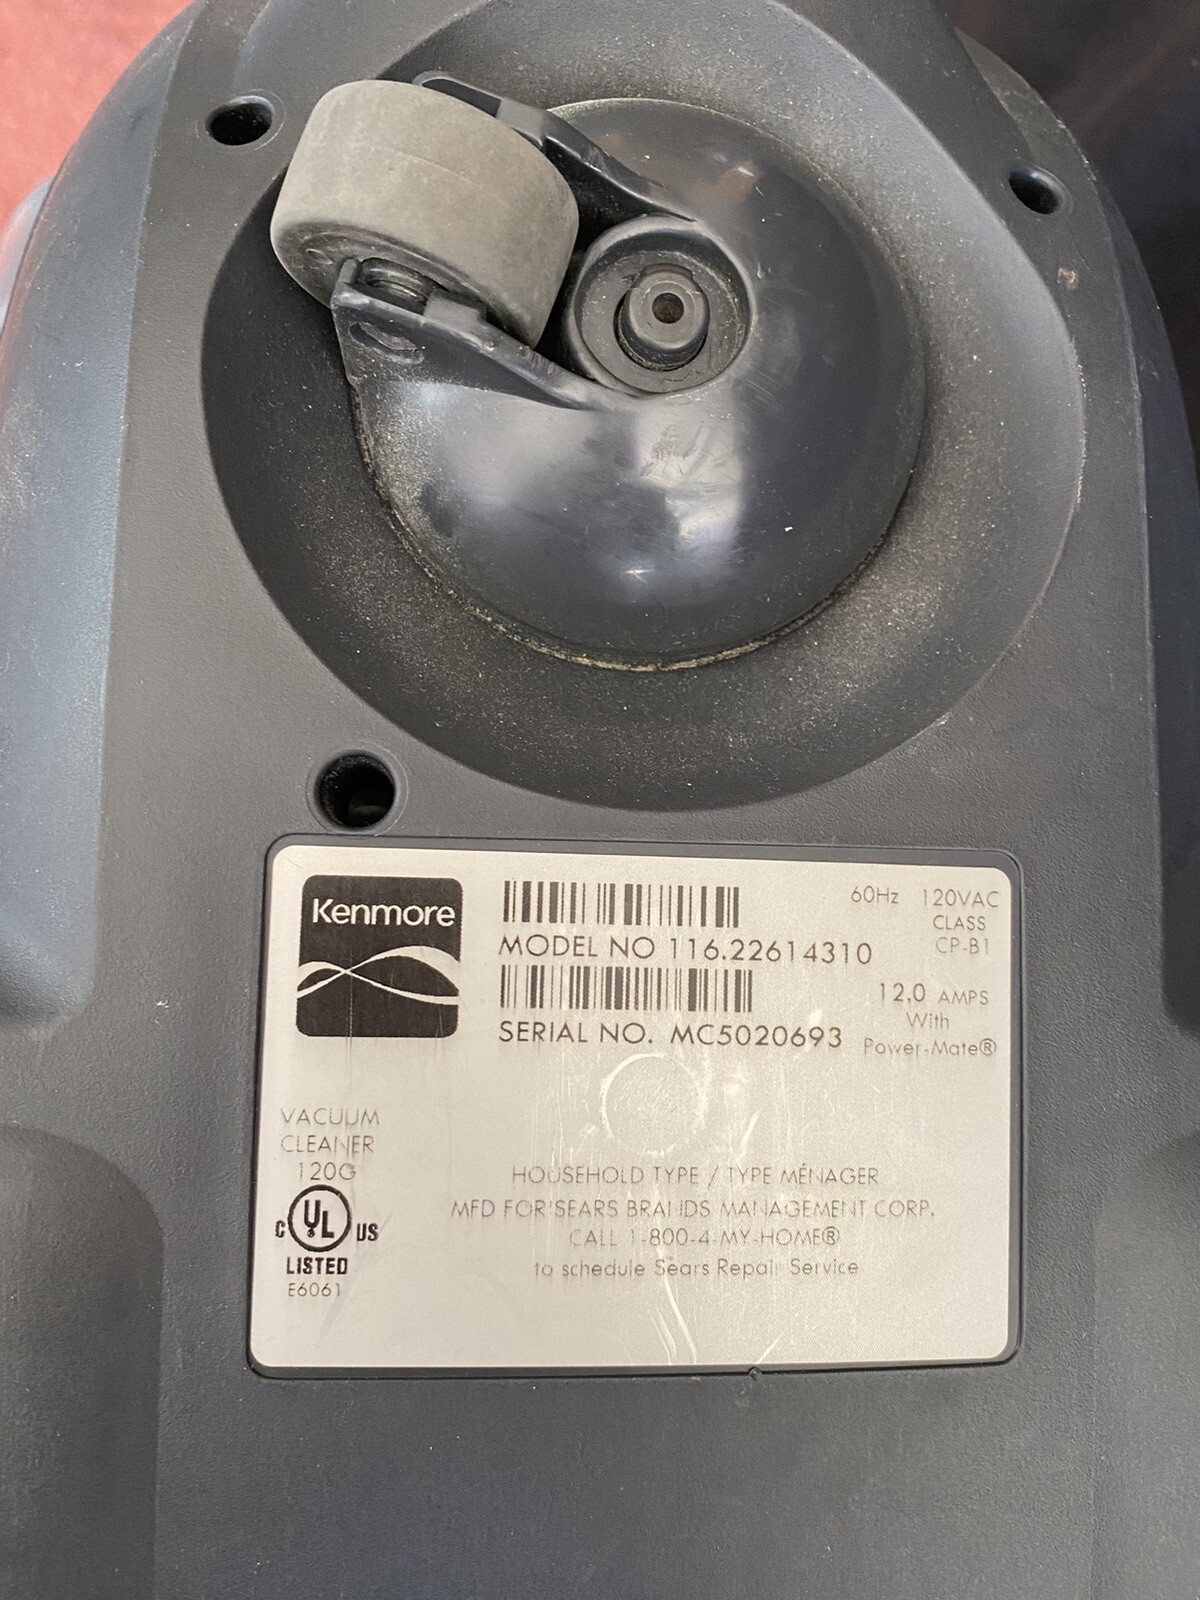 Kenmore
MODEL NO 116.22614310
SERIAL NO. MC5020693
60Hz 120VAC
CLASS
CP-B1
12.0 AMPS
With
Power-Mate®
VACUUM
CLEANER
120G
C UL US
LISTED
E6061
HOUSEHOLD TYPE / TYPE MÉNAGER
MFD FOR SEARS BRANDS MANAGEMENT CORP.
CALL 1-800-4-MY-HOME®
to schedule Sears Repair Service